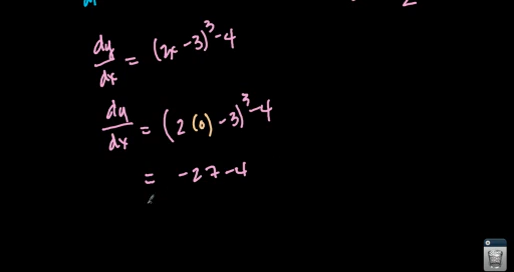 dy/dx = (2x - 3)^3 - 4
dy/dx = (2(0) - 3)^3 - 4
= -27 - 4